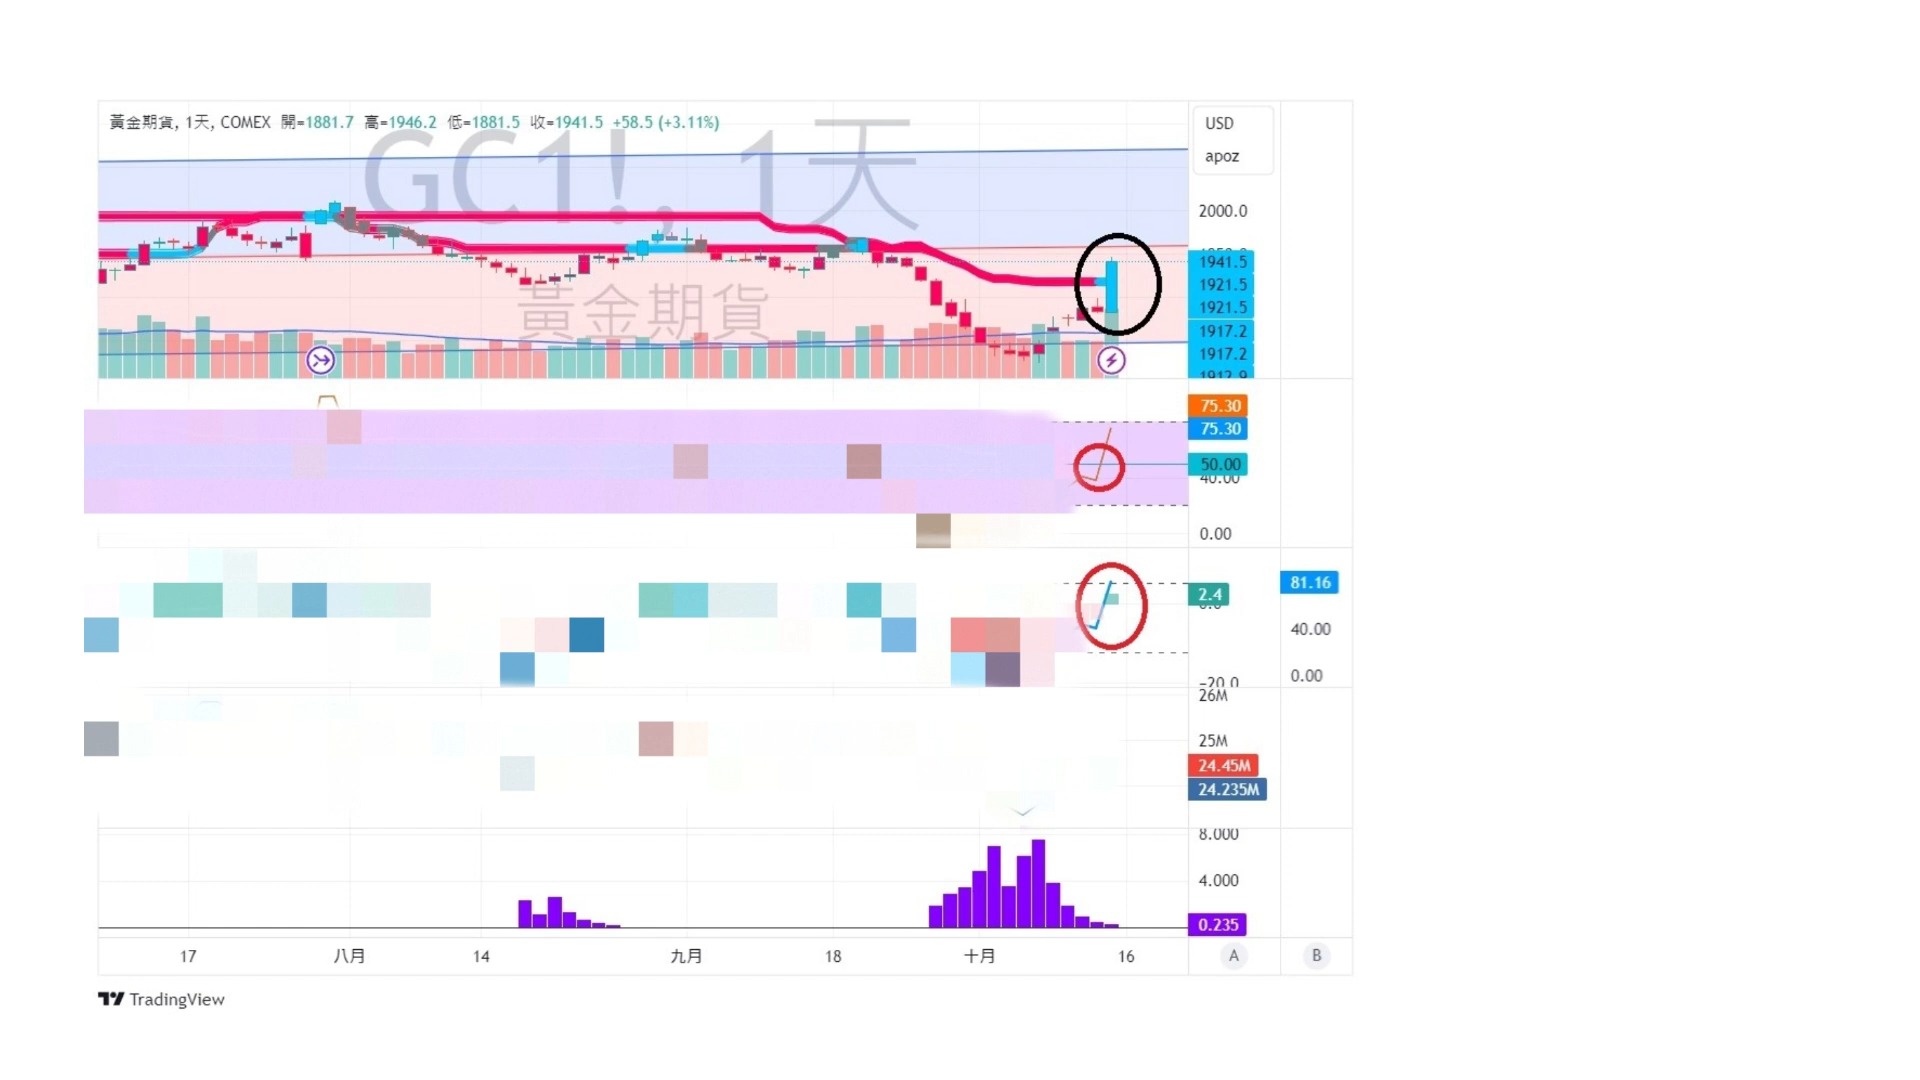 黃金期貨, 1天, COMEX 開=1881.7 高=1946.2 低=1881.5 收=1941.5 +58.5 (+3.11%)
USD
apoz
GC1!, 1天
黃金期貨
2000.0
1941.5
1921.5
1921.5
1917.2
1917.2
1912.9
75.30
75.30
50.00
40.00
0.00
2.4
81.16
40.00
-20.0
0.00
26M
25M
24.45M
24.235M
8.000
4.000
0.235
17 八月 14 九月 18 十月 16 A B
TradingView